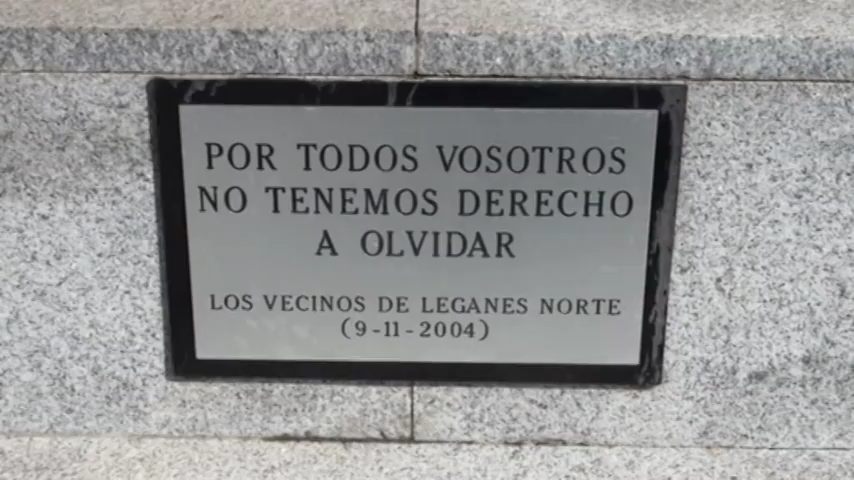 POR TODOS VOSOTROS
NO TENEMOS DERECHO
A OLVIDAR
LOS VECINOS DE LEGANES NORTE
(9-11-2004)